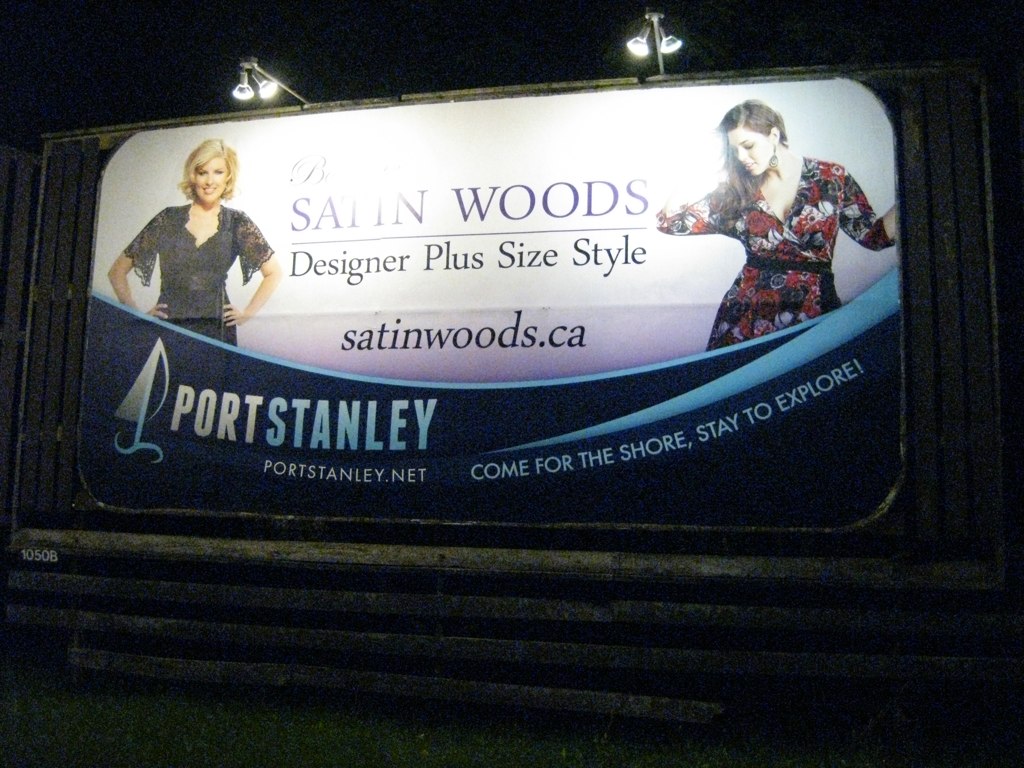 SATIN WOODS
Designer Plus Size Style
satinwoods.ca
PORTSTANLEY
PORTSTANLEY.NET
COME FOR THE SHORE, STAY TO EXPLORE!
1050B